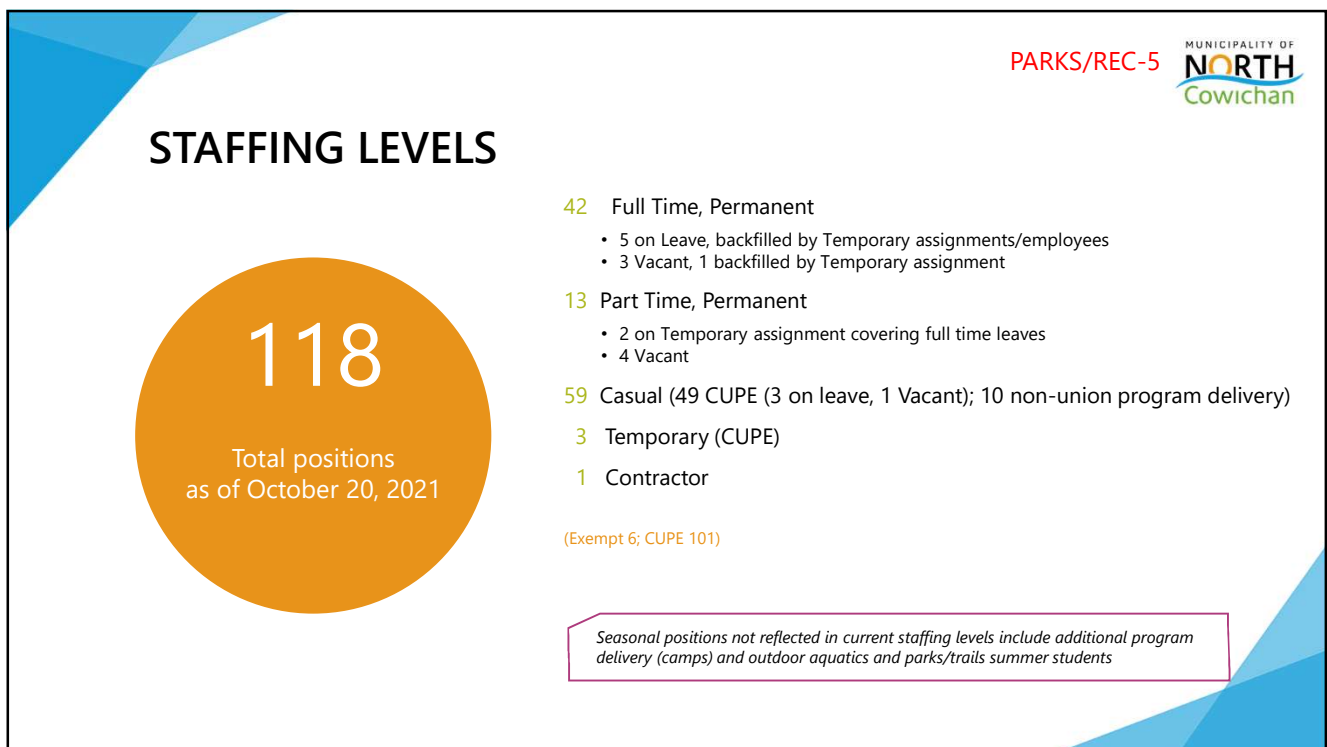 PARKS/REC-5
MUNICIPALITY OF
NORTH
Cowichan
STAFFING LEVELS
118
Total positions
as of October 20, 2021
42 Full Time, Permanent
• 5 on Leave, backfilled by Temporary assignments/employees
• 3 Vacant, 1 backfilled by Temporary assignment
13 Part Time, Permanent
• 2 on Temporary assignment covering full time leaves
• 4 Vacant
59 Casual (49 CUPE (3 on leave, 1 Vacant); 10 non-union program delivery)
3 Temporary (CUPE)
1 Contractor
(Exempt 6; CUPE 101)
Seasonal positions not reflected in current staffing levels include additional program
delivery (camps) and outdoor aquatics and parks/trails summer students